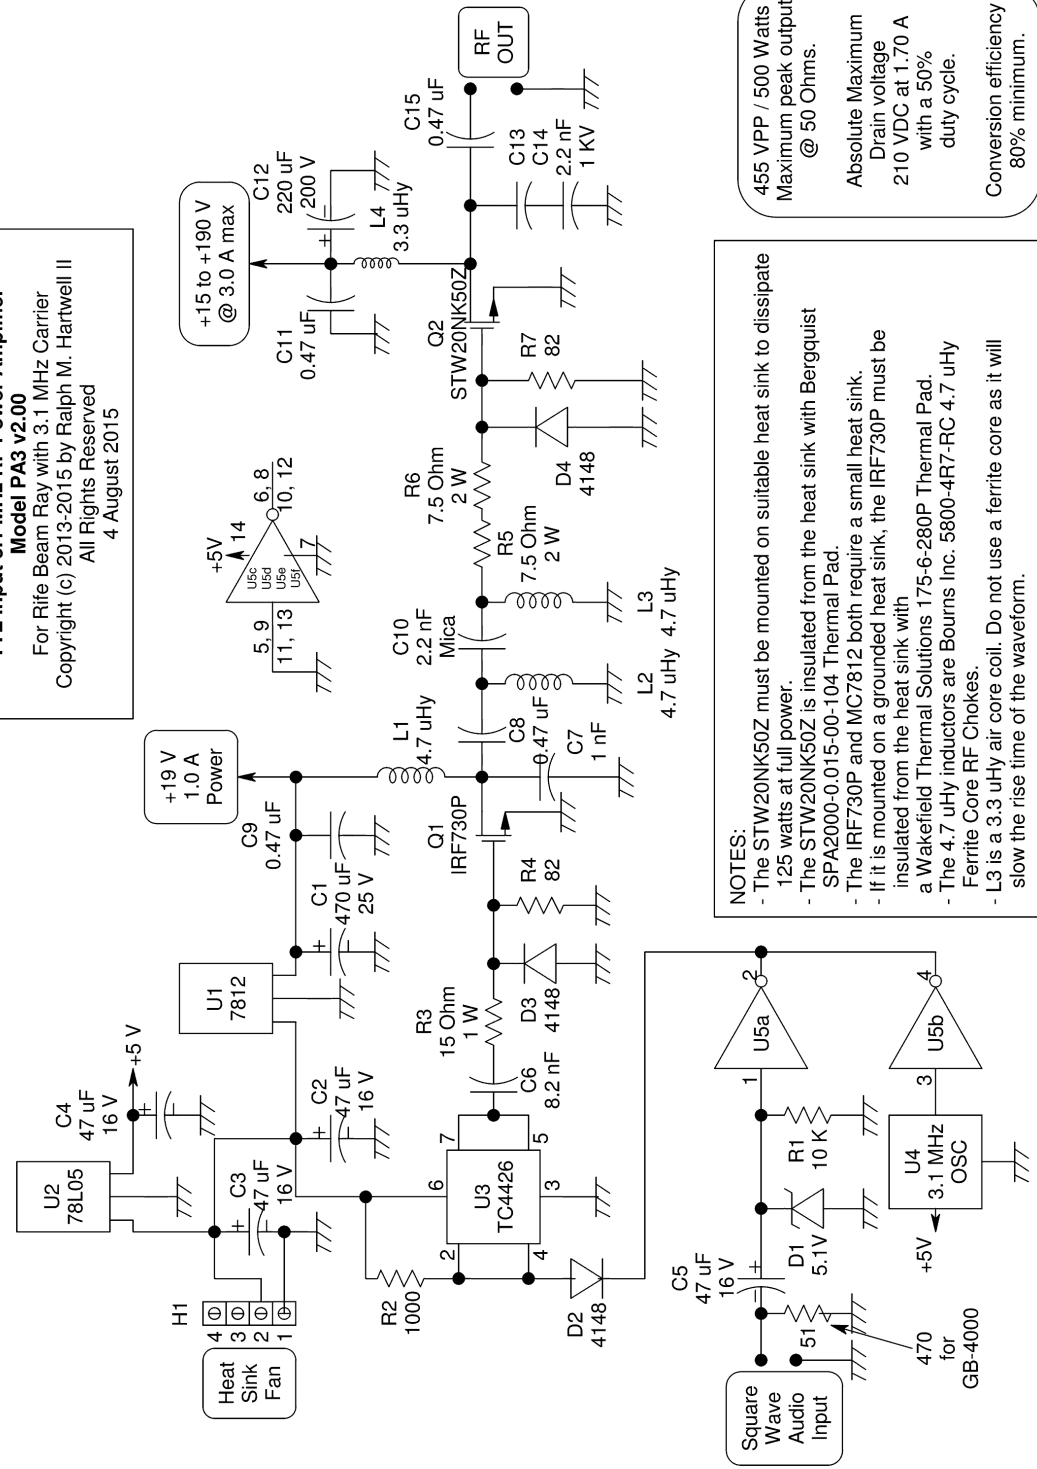 Model PA3 v2.00
For Rife Beam Ray with 3.1 MHz Carrier
Copyright (c) 2013-2015 by Ralph M. Hartwell II
All Rights Reserved
4 August 2015
Heat
Sink
Fan
H1
4
3
2
1
U2
78L05
C4
47 uF
16 V
+
+5 V
C3
47 uF
16 V
+
C2
47 uF
16 V
+
U1
7812
C1
470 uF
25 V
+
C9
0.47 uF
+19 V
1.0 A
Power
L1
4.7 uHy
+5V
14
U5c
U5d
U5e
U5f
7
5, 9
11, 13
6, 8
10, 12
+15 to +190 V
@ 3.0 A max
C11
0.47 uF
C12
220 uF
200 V
+
L4
3.3 uHy
R2
1000
2
4
6
3
7
5
U3
TC4426
C6
8.2 nF
R3
15 Ohm
1 W
D3
4148
R4
82
Q1
IRF730P
C7
1 nF
C8
0.47 uF
L2
4.7 uHy
C10
2.2 nF
Mica
L3
4.7 uHy
R5
7.5 Ohm
2 W
R6
7.5 Ohm
2 W
D4
4148
R7
82
Q2
STW20NK50Z
C13
C14
2.2 nF
1 KV
C15
0.47 uF
RF
OUT
D2
4148
Square
Wave
Audio
Input
51
470
for
GB-4000
C5
47 uF
16 V
+
D1
5.1V
R1
10 K
1
U5a
2
+5V
U4
3.1 MHz
OSC
3
U5b
4
NOTES:
- The STW20NK50Z must be mounted on suitable heat sink to dissipate
125 watts at full power.
- The STW20NK50Z is insulated from the heat sink with Bergquist
SPA2000-0.015-00-104 Thermal Pad.
- The IRF730P and MC7812 both require a small heat sink.
- If it is mounted on a grounded heat sink, the IRF730P must be
insulated from the heat sink with
a Wakefield Thermal Solutions 175-6-280P Thermal Pad.
- The 4.7 uHy inductors are Bourns Inc. 5800-4R7-RC 4.7 uHy
Ferrite Core RF Chokes.
- L3 is a 3.3 uHy air core coil. Do not use a ferrite core as it will
slow the rise time of the waveform.
455 VPP / 500 Watts
Maximum peak output
@ 50 Ohms.
Absolute Maximum
Drain voltage
210 VDC at 1.70 A
with a 50%
duty cycle.
Conversion efficiency
80% minimum.